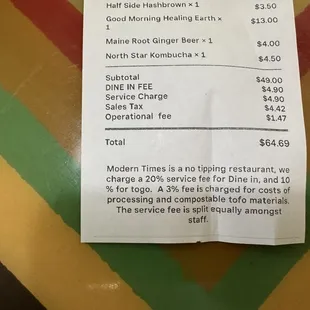 Half Side Hashbrown × 1 $3.50
Good Morning Healing Earth × $13.00
1
Maine Root Ginger Beer × 1 $4.00
North Star Kombucha × 1 $4.50
Subtotal $49.00
DINE IN FEE $4.90
Service Charge $4.90
Sales Tax $4.42
Operational fee $1.47
Total $64.69
Modern Times is a no tipping restaurant, we
charge a 20% service fee for Dine in, and 10
% for togo. A 3% fee is charged for costs of
processing and compostable tofo materials.
The service fee is split equally amongst
staff.